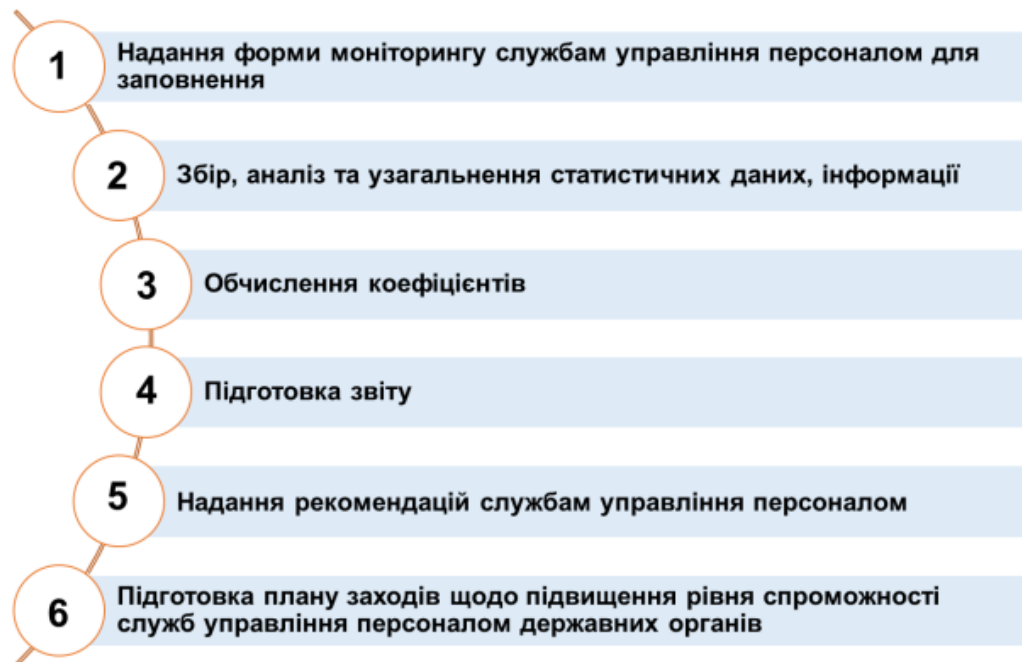 1
Надання форми моніторингу службам управління персоналом для
заповнення
2
Збір, аналіз та узагальнення статистичних даних, інформації
3
Обчислення коефіцієнтів
4
Підготовка звіту
5
Надання рекомендацій службам управління персоналом
6
Підготовка плану заходів щодо підвищення рівня спроможності
служб управління персоналом державних органів